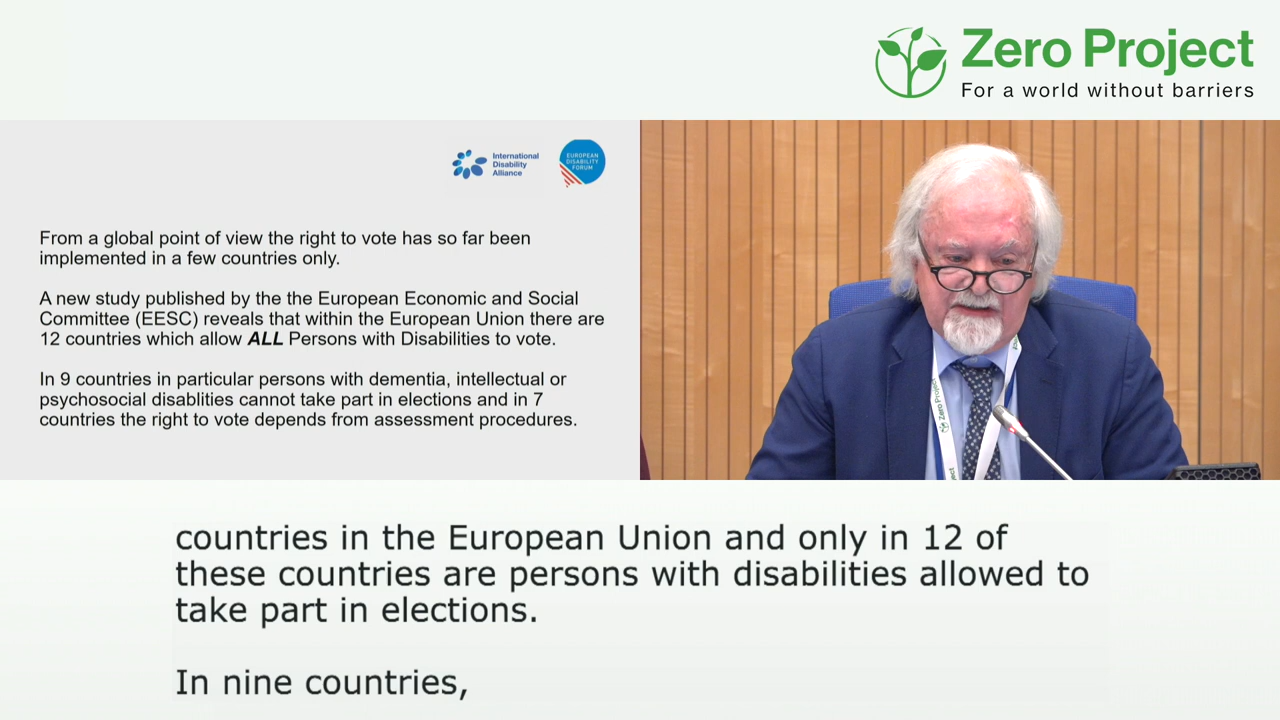 Zero Project
For a world without barriers
International
Disability
Alliance
EUROPEAN
DISABILITY
FORUM
From a global point of view the right to vote has so far been
implemented in a few countries only.
A new study published by the the European Economic and Social
Committee (EESC) reveals that within the European Union there are
12 countries which allow ALL Persons with Disabilities to vote.
In 9 countries in particular persons with dementia, intellectual or
psychosocial disablities cannot take part in elections and in 7
countries the right to vote depends from assessment procedures.
Zero Project
countries in the European Union and only in 12 of
these countries are persons with disabilities allowed to
take part in elections.
In nine countries,